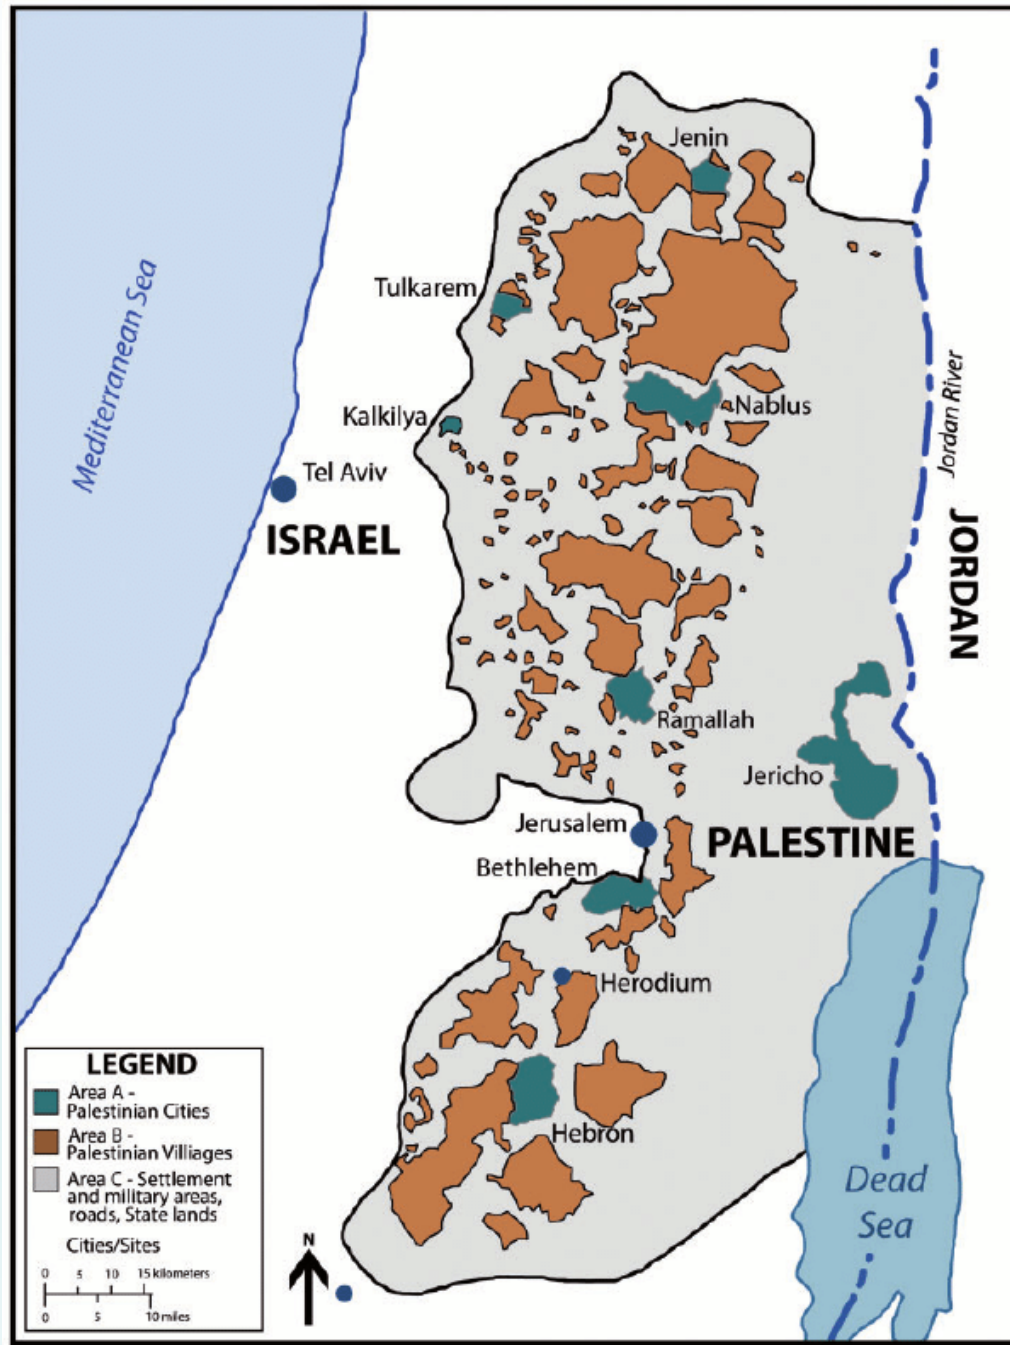 Jenin
Tulkarem
Mediterranean Sea
Jordan River
Kalkilya
Nablus
Tel Aviv
ISRAEL
JORDAN
Ramallah
Jericho
Jerusalem
PALESTINE
Bethlehem
Herodium
Hebron
Dead
Sea
LEGEND
Area A -
Palestinian Cities
Area B -
Palestinian Villiages
Area C - Settlement
and military areas,
roads, State lands
Cities/Sites
0 5 10 15 kilometers
0 5 10 miles
N